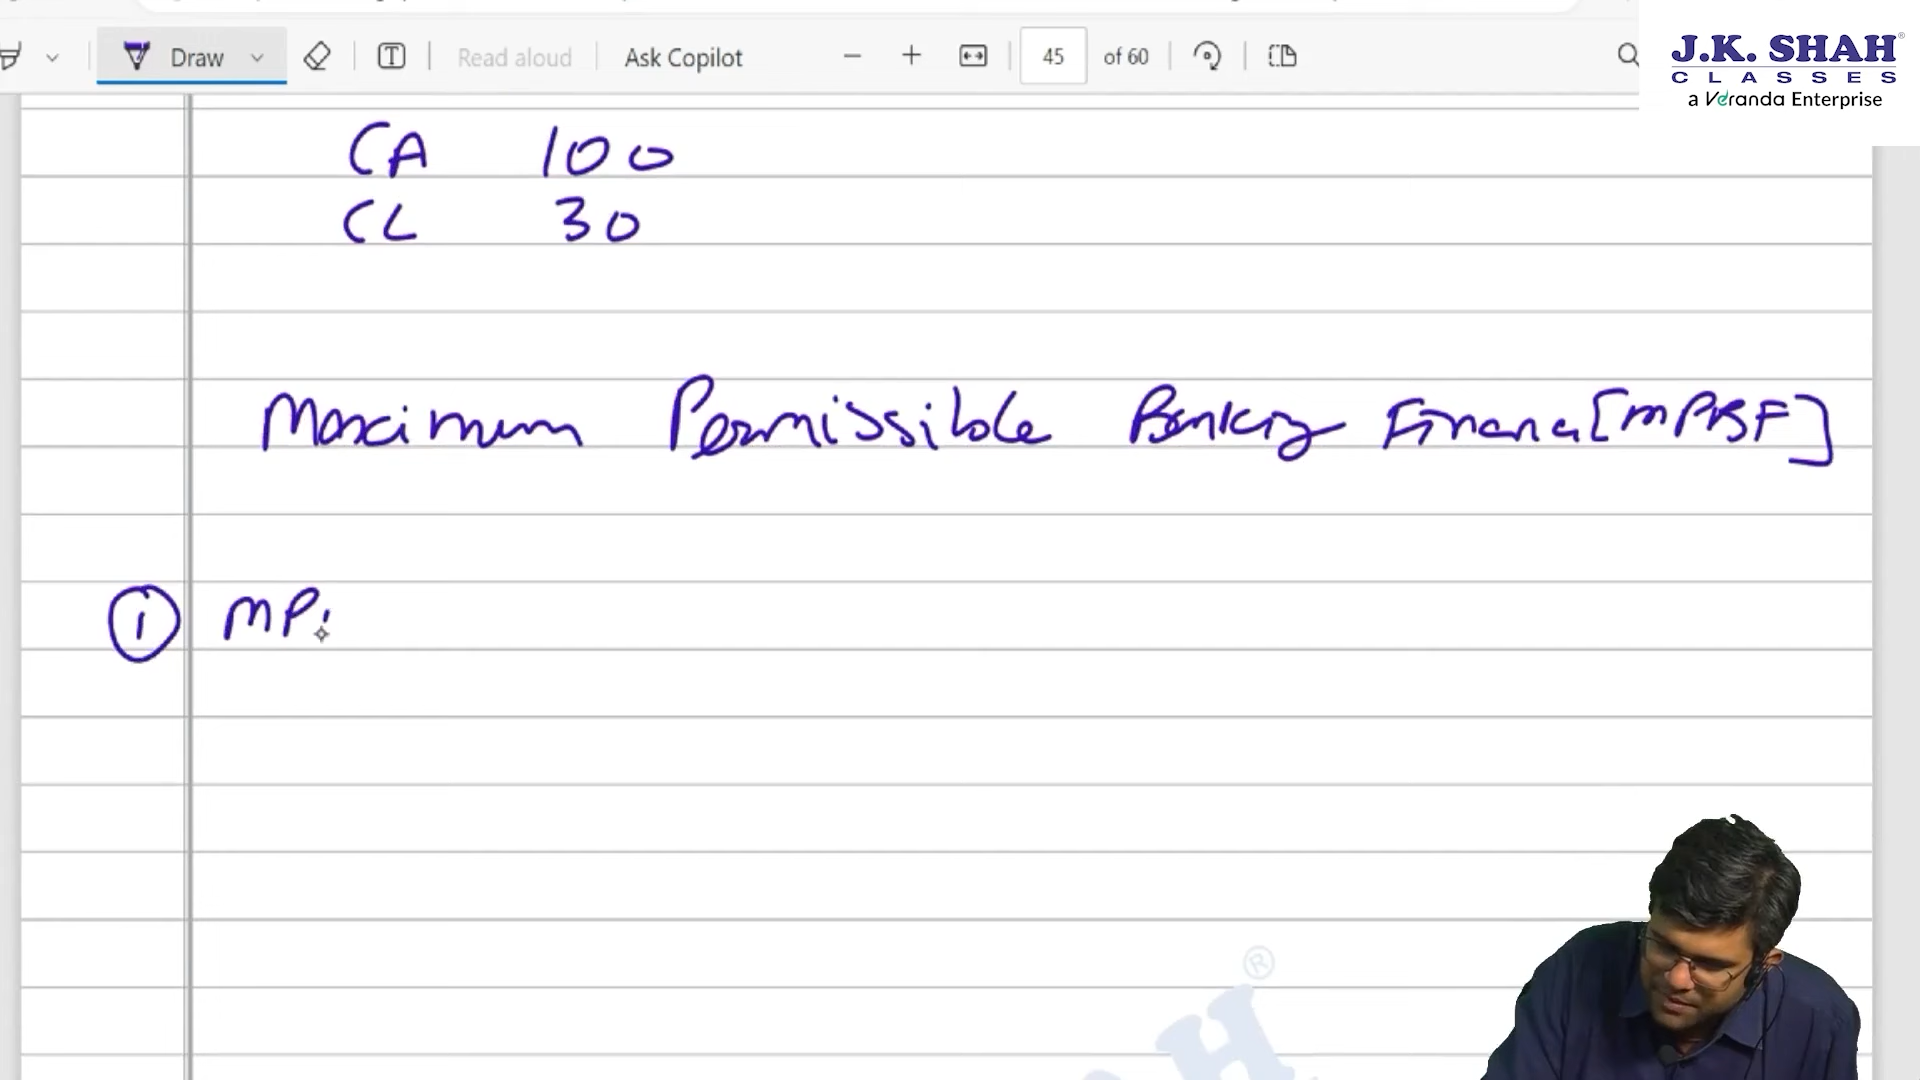 Draw
Read aloud
Ask Copilot
45 of 60
J.K. SHAH®
CLASSES
a Veranda Enterprise
CA 100
CL 30
Maximum Permissible Banking Finance [MPBF]
① MP
®
H